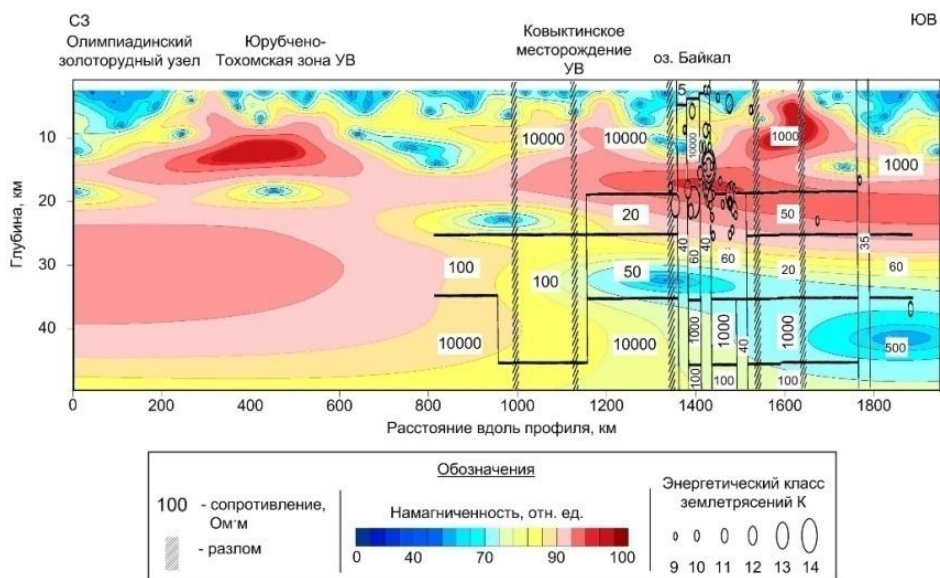 СЗ
ЮВ
Олимпиадинский
золоторудный узел
Юрубчено-
Тохомская зона УВ
Ковыктинское
месторождение
УВ
оз. Байкал
Глубина, км
10
20
30
40
5
10000
10000
10000
1000
1000
20
50
100
100
50
40
60
40
60
20
35
60
10000
10000
1000
1000
40
1000
500
100
100
100
0
200
400
600
800
1000
1200
1400
1600
1800
Расстояние вдоль профиля, км
Обозначения
100 - сопротивление,
Ом·м
- разлом
Намагниченность, отн. ед.
0 40 70 90 100
Энергетический класс
землетрясений К
9 10 11 12 13 14